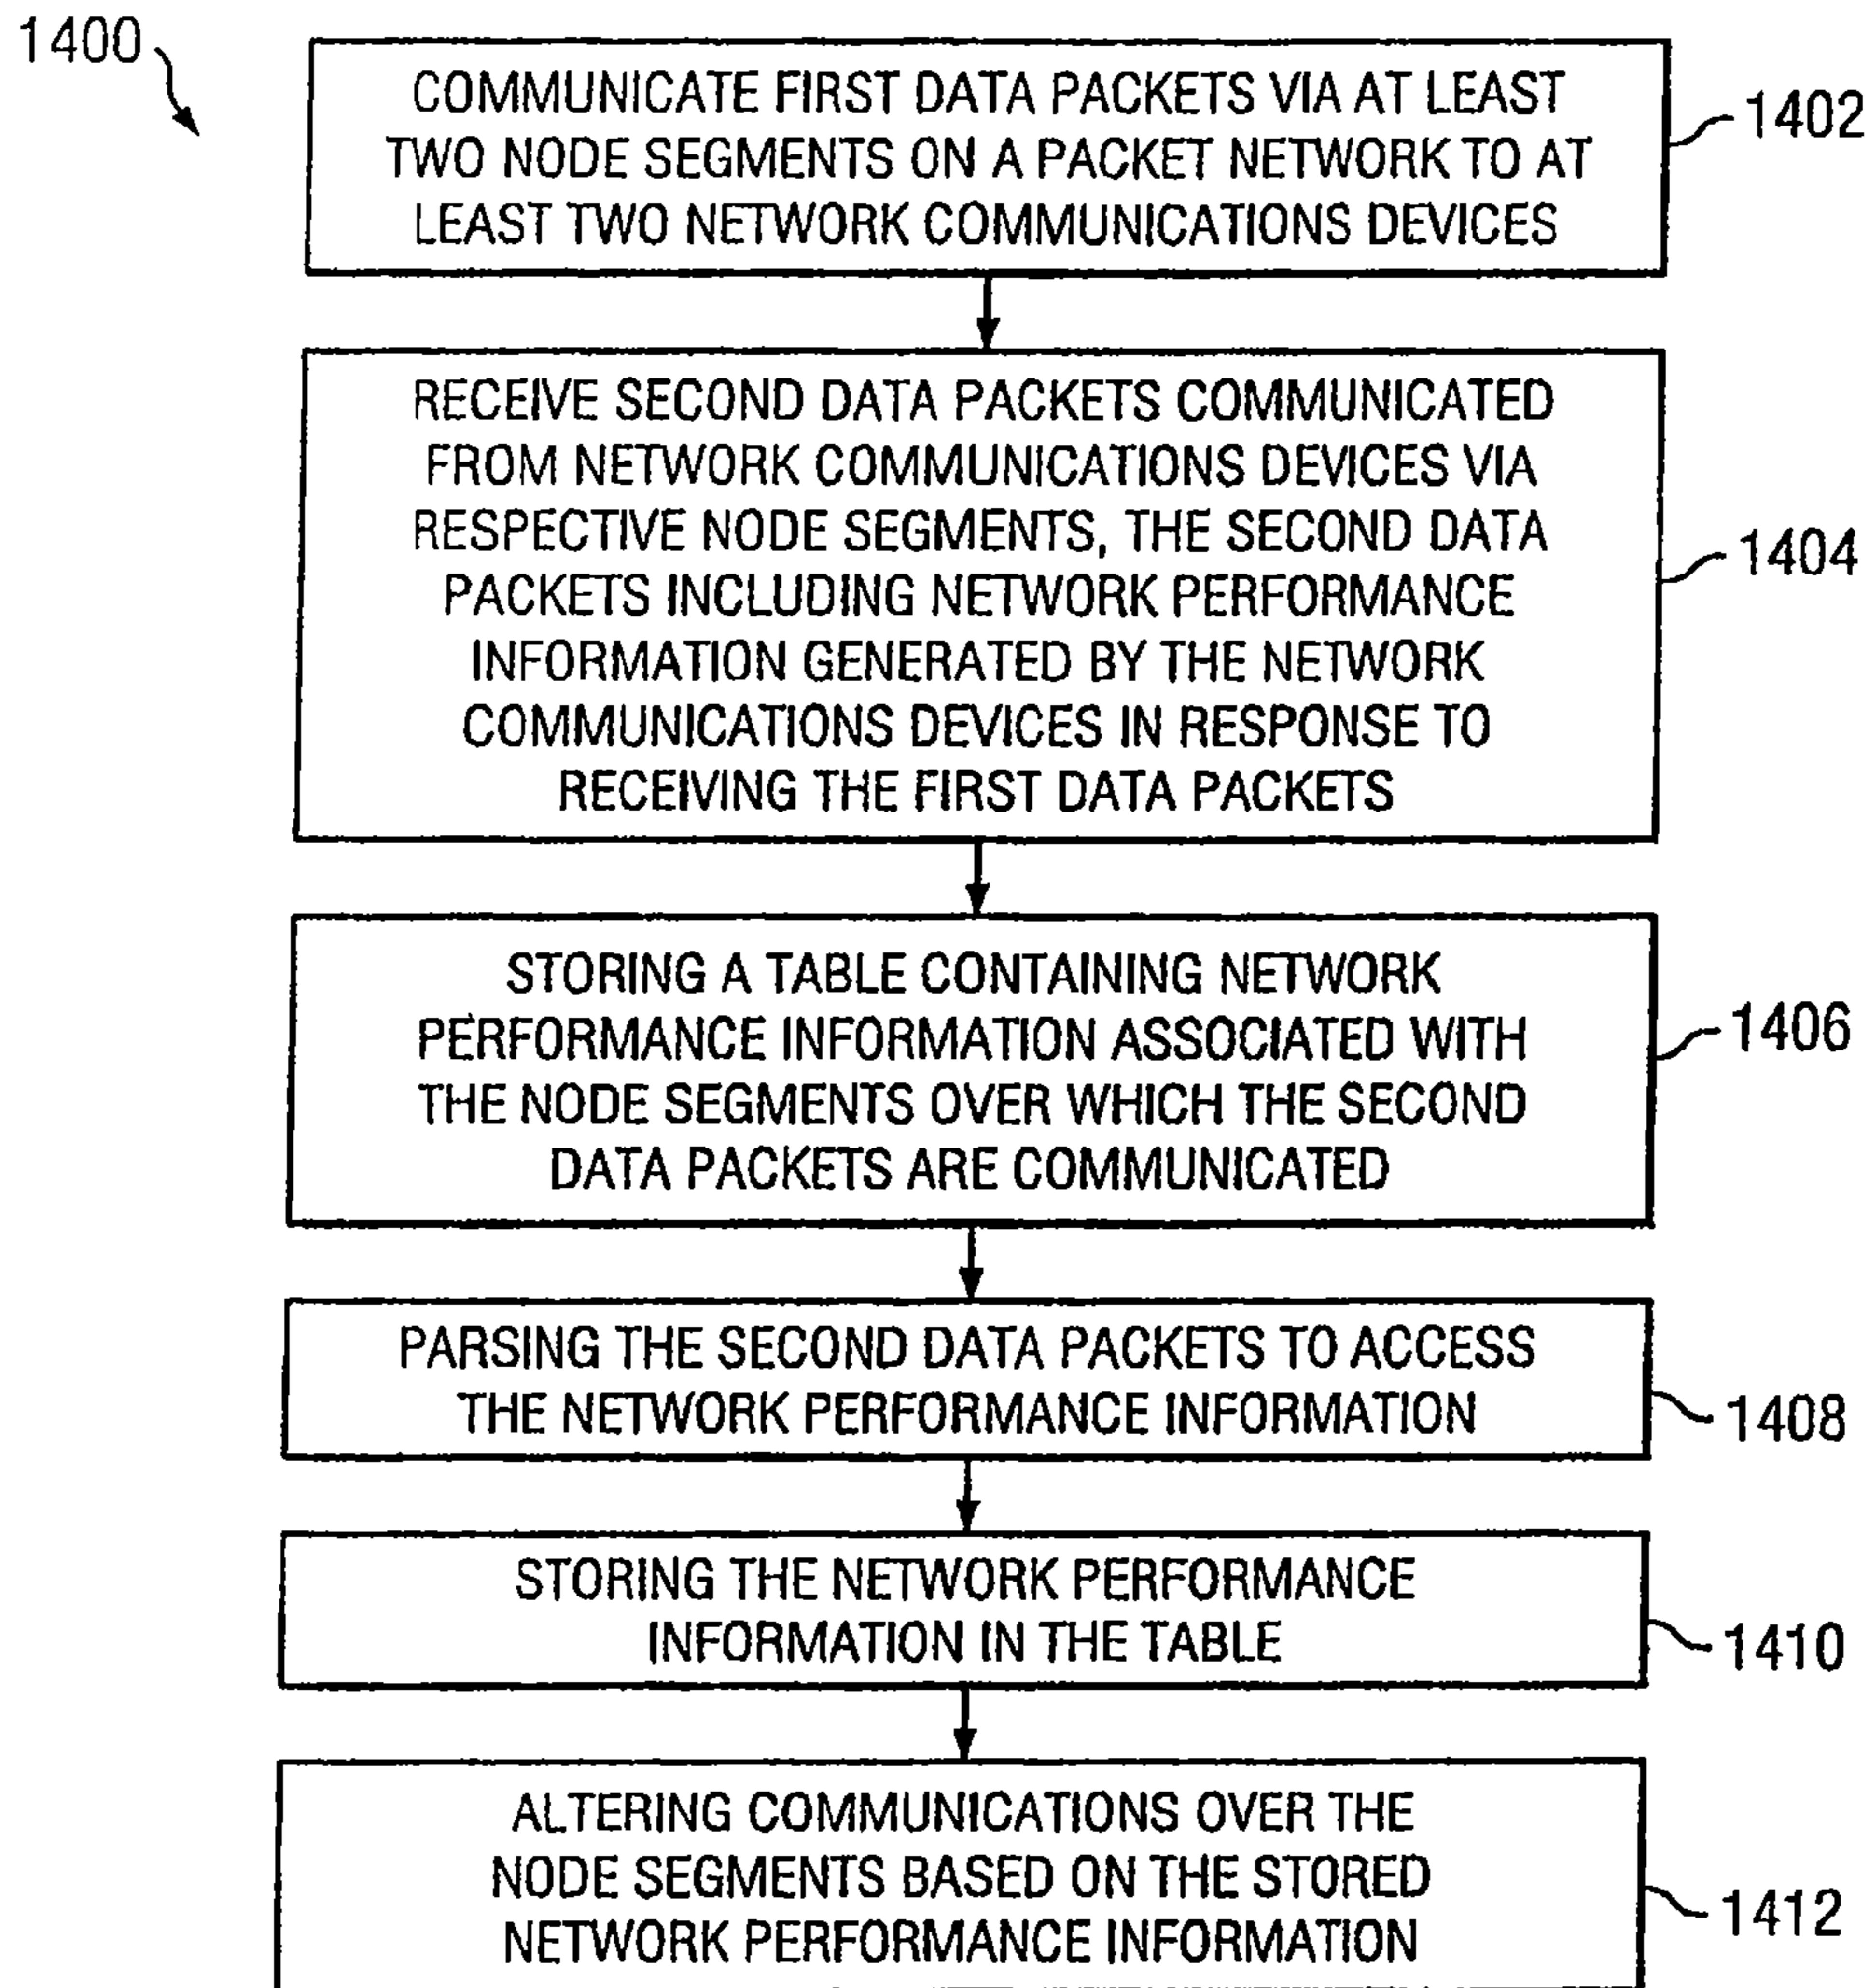 1400
COMMUNICATE FIRST DATA PACKETS VIA AT LEAST
TWO NODE SEGMENTS ON A PACKET NETWORK TO AT
LEAST TWO NETWORK COMMUNICATIONS DEVICES
1402
RECEIVE SECOND DATA PACKETS COMMUNICATED
FROM NETWORK COMMUNICATIONS DEVICES VIA
RESPECTIVE NODE SEGMENTS, THE SECOND DATA
PACKETS INCLUDING NETWORK PERFORMANCE
INFORMATION GENERATED BY THE NETWORK
COMMUNICATIONS DEVICES IN RESPONSE TO
RECEIVING THE FIRST DATA PACKETS
1404
STORING A TABLE CONTAINING NETWORK
PERFORMANCE INFORMATION ASSOCIATED WITH
THE NODE SEGMENTS OVER WHICH THE SECOND
DATA PACKETS ARE COMMUNICATED
1406
PARSING THE SECOND DATA PACKETS TO ACCESS
THE NETWORK PERFORMANCE INFORMATION
1408
STORING THE NETWORK PERFORMANCE
INFORMATION IN THE TABLE
1410
ALTERING COMMUNICATIONS OVER THE
NODE SEGMENTS BASED ON THE STORED
NETWORK PERFORMANCE INFORMATION
1412